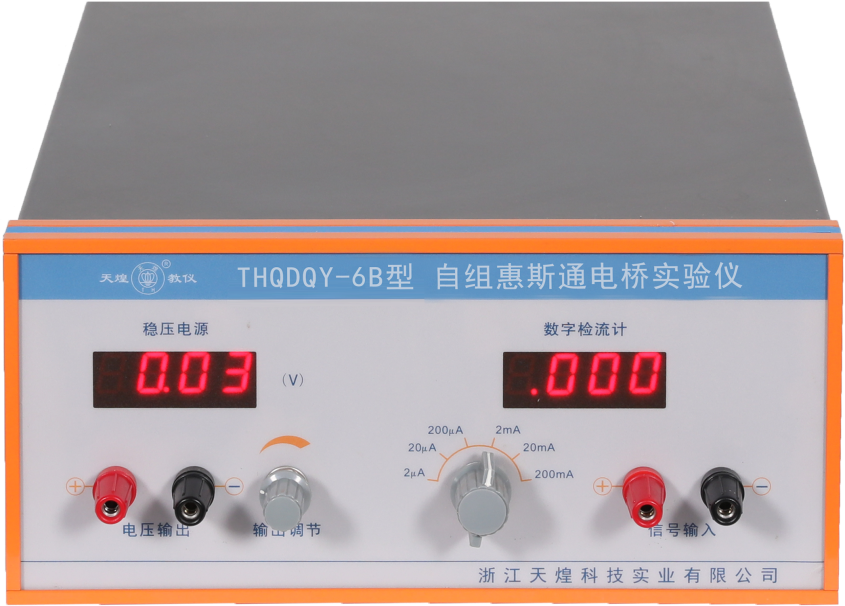 天煌 ® 教仪 THQDQY-6B型 自组惠斯通电桥实验仪
稳压电源
0.03 (V)
数字检流计
.000
2μA 20μA 200μA 2mA 20mA 200mA
+ − + −
电压输出 输出调节 信号输入
浙江天煌科技实业有限公司